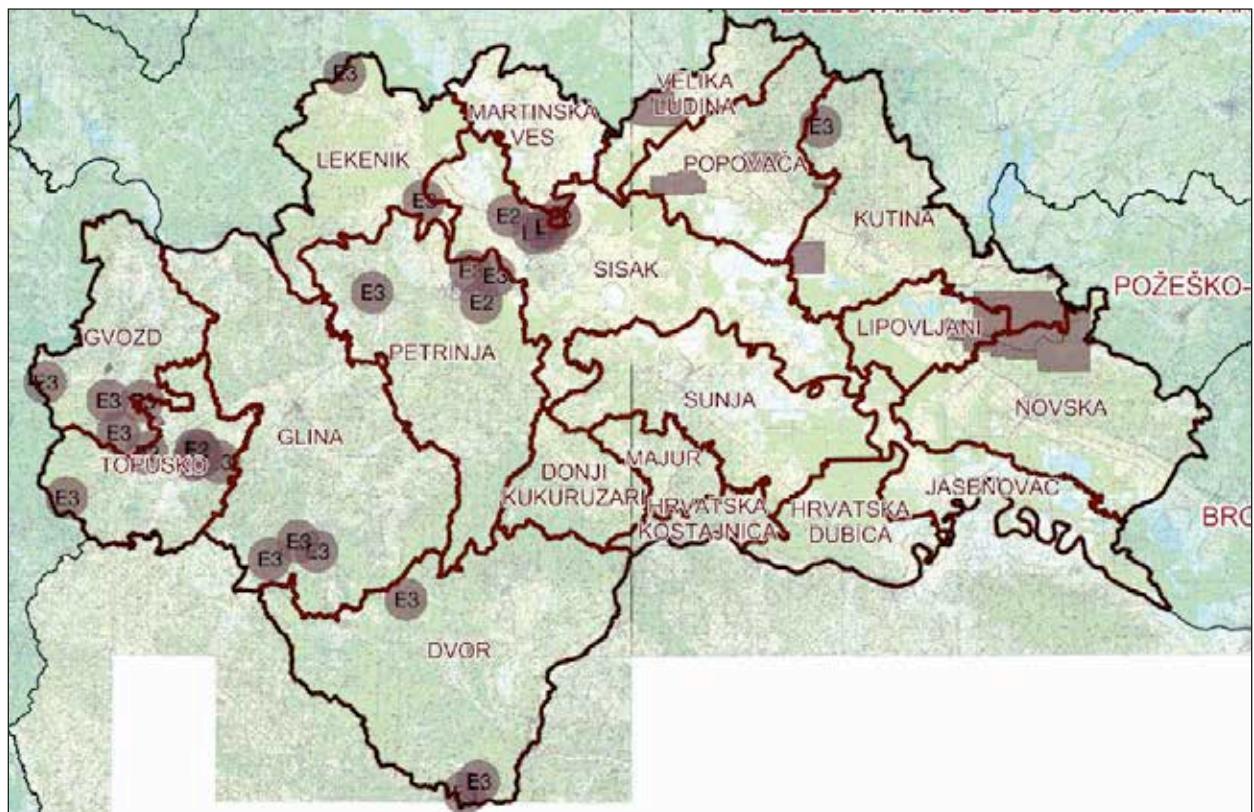 E3
VELIKA
LUDINA
MARTINSKA
VES
E3
LEKENIK
POPOVAČA
E3
E2
KUTINA
SISAK
E3
E3
E2
POŽEŠKO-
LIPOVLJANI
GVOZD
PETRINJA
E3
E3
SUNJA
NOVSKA
E3
GLINA
E2
TOPUSKO
MAJUR
DONJI
KUKURUZARI
JASENOVAC
E3
HRVATSKA
KOSTAJNICA
HRVATSKA
DUBICA
BRO
E3
E3
E3
E3
DVOR
E3